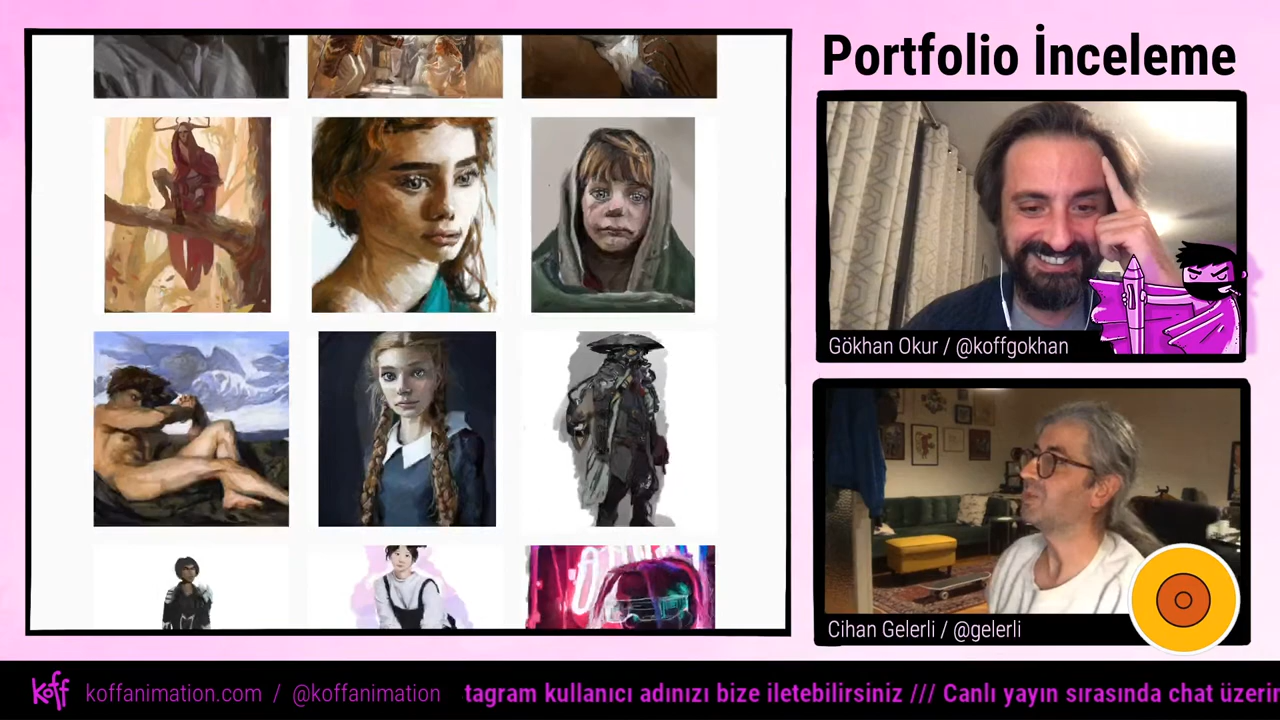 Portfolio İnceleme
Gökhan Okur / @koffgokhan
Cihan Gelerli / @gelerli
koff koffanimation.com / @koffanimation tagram kullanıcı adınızı bize iletebilirsiniz /// Canlı yayın sırasında chat üzerin